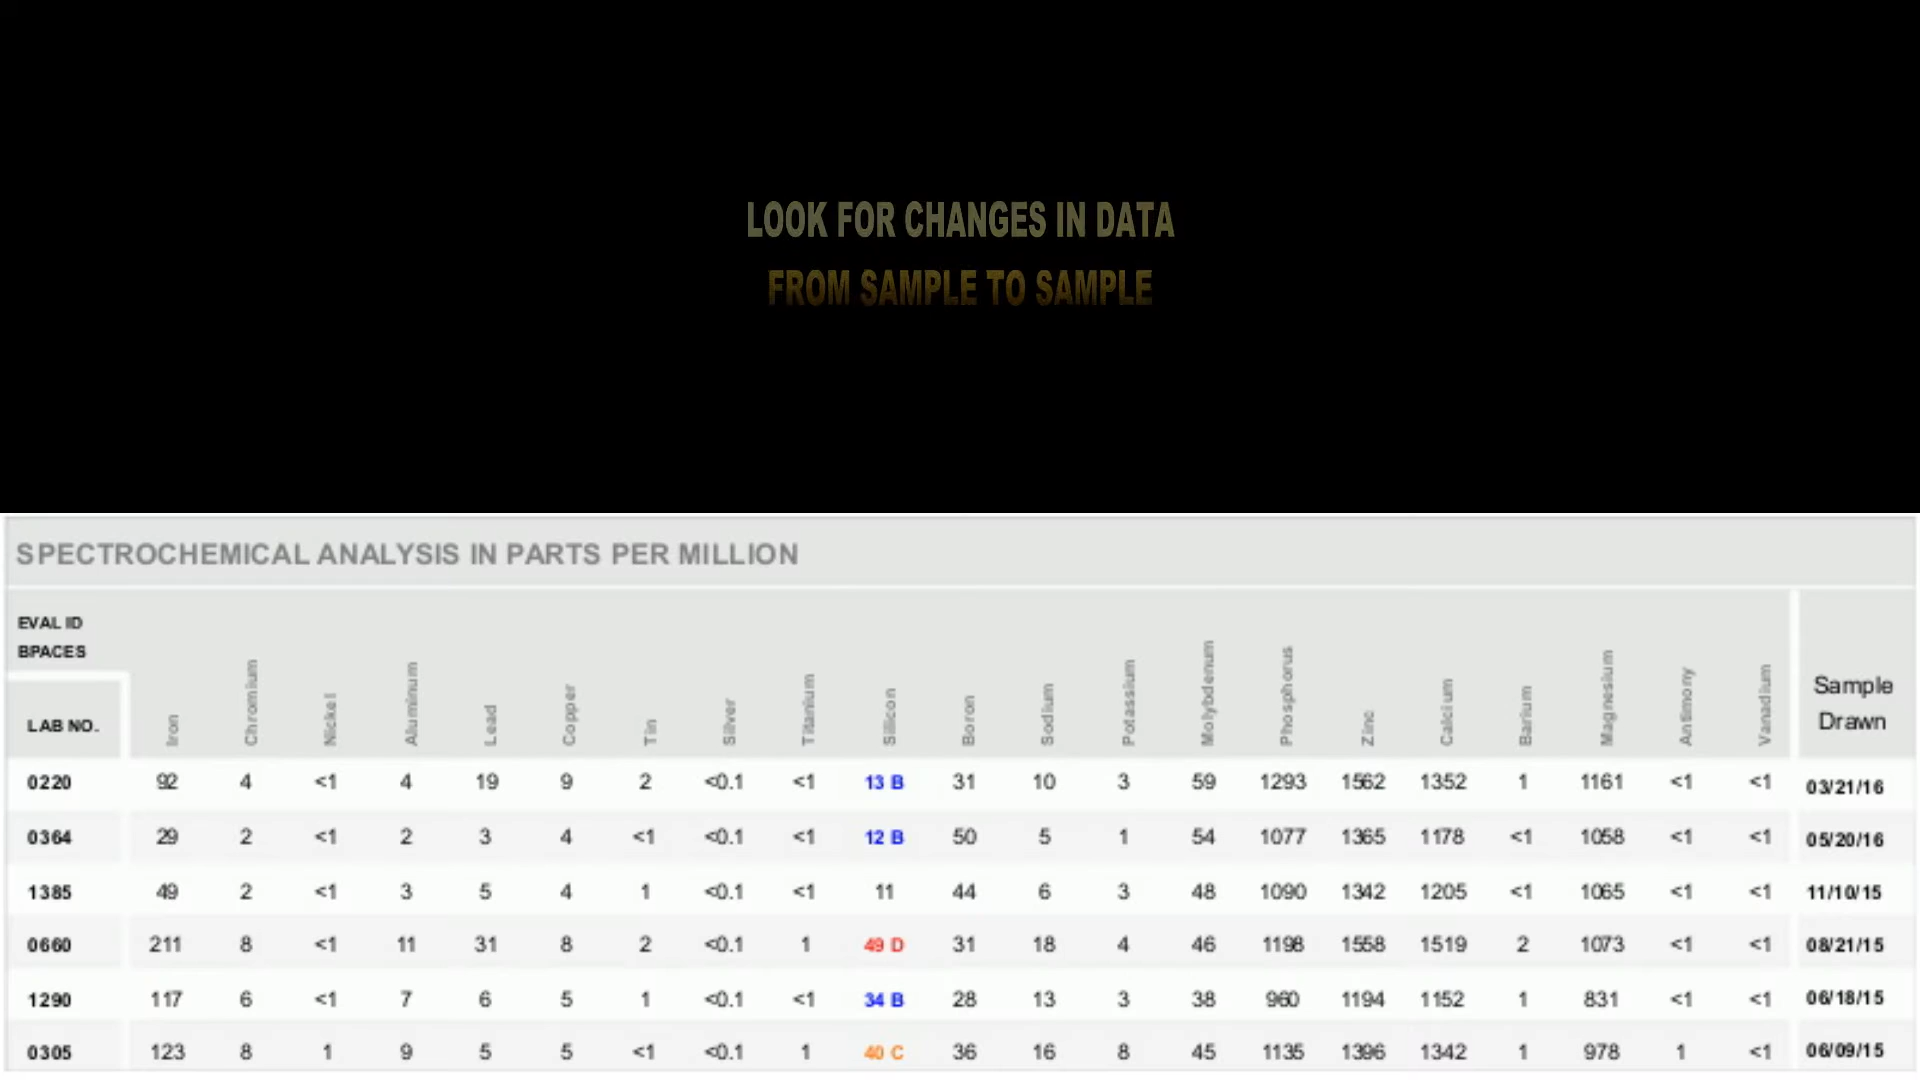 LOOK FOR CHANGES IN DATA
FROM SAMPLE TO SAMPLE
SPECTROCHEMICAL ANALYSIS IN PARTS PER MILLION
EVAL ID
BPACES
LAB NO. Iron Chromium Nickel Aluminum Lead Copper Tin Silver Titanium Silicon Boron Sodium Potassium Molybdenum Phosphorus Zinc Calcium Barium Magnesium Antimony Vanadium Sample Drawn
0220 92 4 <1 4 19 9 2 <0.1 <1 13 B 31 10 3 59 1293 1562 1352 1 1161 <1 <1 03/21/16
0364 29 2 <1 2 3 4 <1 <0.1 <1 12 B 50 5 1 54 1077 1365 1178 <1 1058 <1 <1 05/20/16
1385 49 2 <1 3 5 4 1 <0.1 <1 11 44 6 3 48 1090 1342 1205 <1 1065 <1 <1 11/10/15
0660 211 8 <1 11 31 8 2 <0.1 1 49 D 31 18 4 46 1198 1558 1519 2 1073 <1 <1 08/21/15
1290 117 6 <1 7 6 5 1 <0.1 <1 34 B 28 13 3 38 960 1194 1152 1 831 <1 <1 06/18/15
0305 123 8 1 9 5 5 <1 <0.1 1 40 C 36 16 8 45 1135 1396 1342 1 978 1 <1 06/09/15